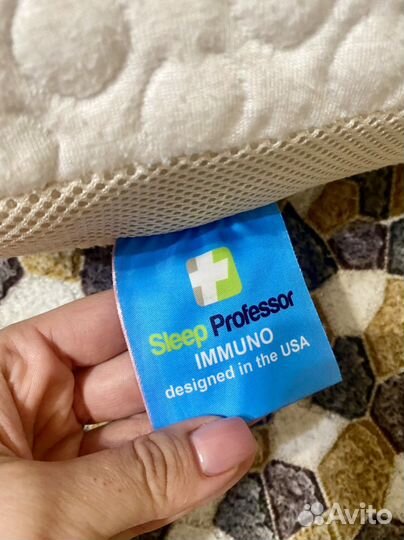 Sleep Professor
IMMUNO
designed in the USA
Avito